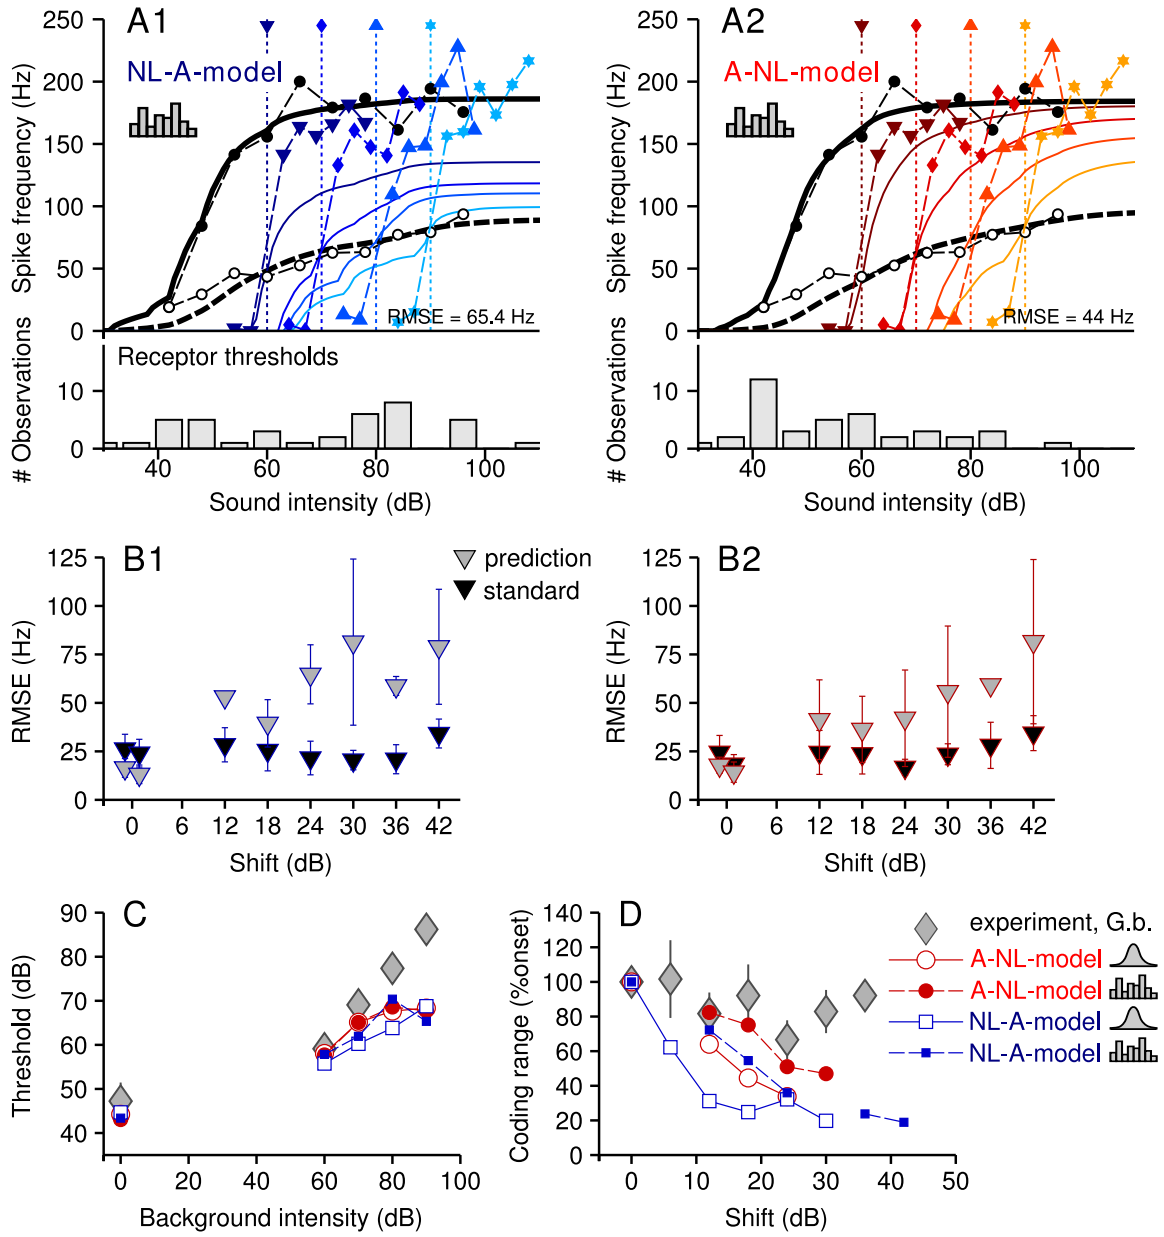 A1
NL-A-model
Spike frequency (Hz)
250
200
150
100
50
0
RMSE = 65.4 Hz
Receptor thresholds
# Observations
10
0
40 60 80 100
Sound intensity (dB)
A2
A-NL-model
Spike frequency (Hz)
250
200
150
100
50
0
RMSE = 44 Hz
# Observations
10
0
40 60 80 100
Sound intensity (dB)
B1
prediction
standard
RMSE (Hz)
125
100
75
50
25
0
0 6 12 18 24 30 36 42
Shift (dB)
B2
RMSE (Hz)
125
100
75
50
25
0
0 6 12 18 24 30 36 42
Shift (dB)
C
Threshold (dB)
90
80
70
60
50
40
0 20 40 60 80 100
Background intensity (dB)
D
Coding range (%onset)
140
120
100
80
60
40
20
0
0 10 20 30 40 50
Shift (dB)
experiment, G.b.
A-NL-model
A-NL-model
NL-A-model
NL-A-model